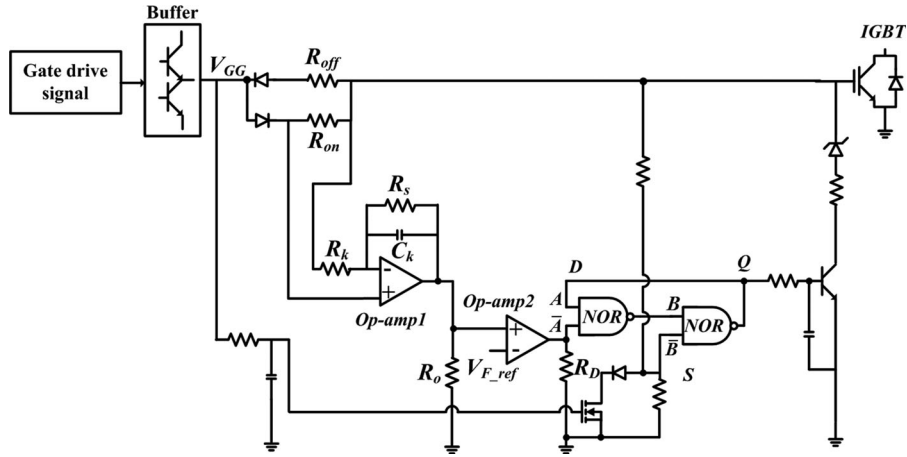 Buffer
IGBT
Gate drive
signal
V_GG
R_off
R_on
R_s
C_k
R_k
Op-amp1
Op-amp2
V_F_ref
R_o
R_D
D
A
A̅
NOR
B
B̅
NOR
Q
S
-
+
+
-